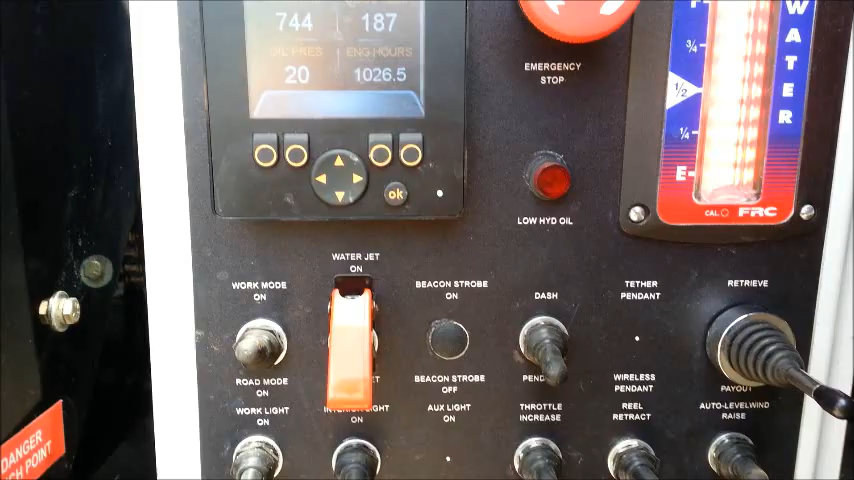 744 187
OIL PRES ENG HOURS
20 1026.5
ok
EMERGENCY
STOP
LOW HYD OIL
F
3/4
1/2
1/4
E
WATER
CAL FRC
WATER JET
ON
WORK MODE
ON
ROAD MODE
ON
BEACON STROBE
ON
BEACON STROBE
OFF
DASH
TETHER
PENDANT
WIRELESS
PENDANT
RETRIEVE
PAYOUT
WORK LIGHT
ON
ON
AUX LIGHT
ON
THROTTLE
INCREASE
REEL
RETRACT
AUTO-LEVELWIND
RAISE
DANGER
POINT